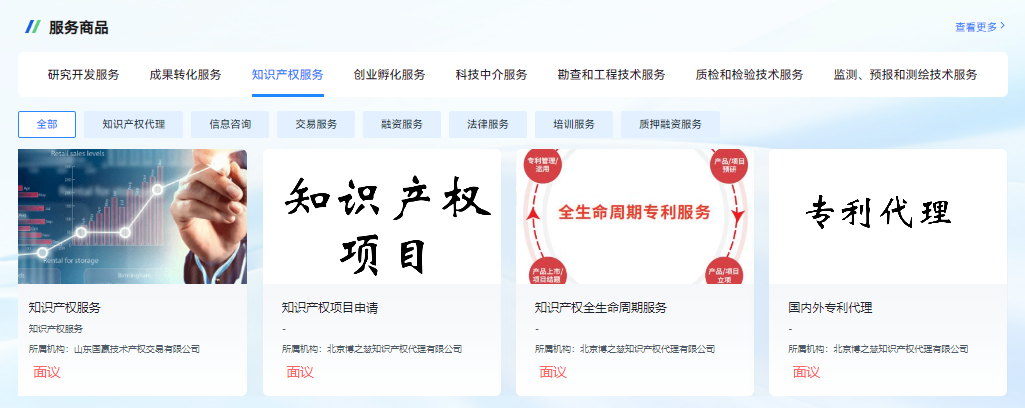 服务商品
查看更多
研究开发服务 成果转化服务 知识产权服务 创业孵化服务 科技中介服务 勘查和工程技术服务 质检和检验技术服务 监测、预报和测绘技术服务
全部 知识产权代理 信息咨询 交易服务 融资服务 法律服务 培训服务 质押融资服务
Retail sales levels
Rental for storage
Birmingham
知识产权
项目
专利管理/
运用
产品/项目
预研
全生命周期专利服务
产品上市/
项目结题
产品/项目
立项
专利代理
知识产权服务
知识产权服务
所属机构：山东国赢技术产权交易有限公司
面议
知识产权项目申请
-
所属机构：北京博之慧知识产权代理有限公司
面议
知识产权全生命周期服务
-
所属机构：北京博之慧知识产权代理有限公司
面议
国内外专利代理
-
所属机构：北京博之慧知识产权代理有限公司
面议